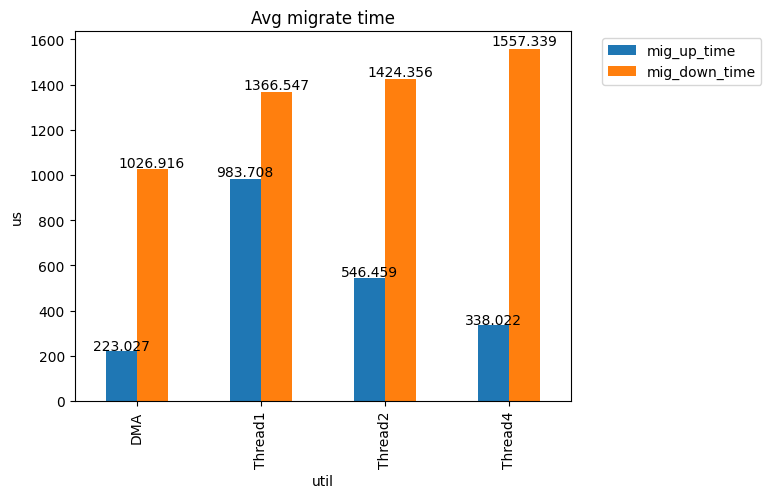 Avg migrate time
us
1600
1400
1200
1000
800
600
400
200
0
1557.339
1424.356
1366.547
1026.916
983.708
546.459
338.022
223.027
DMA
Thread1
Thread2
Thread4
util
mig_up_time
mig_down_time